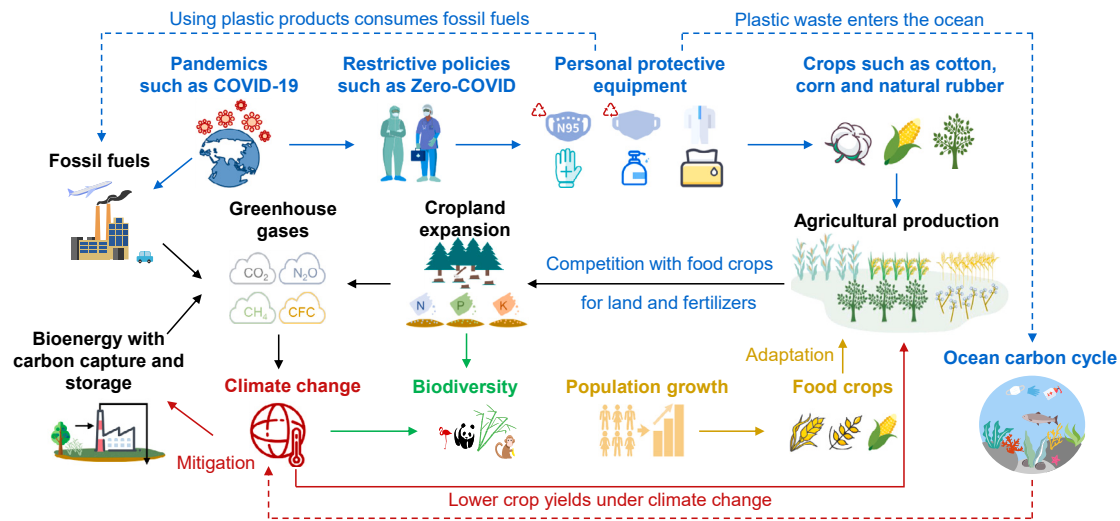 Using plastic products consumes fossil fuels
Plastic waste enters the ocean
Pandemics
such as COVID-19
Restrictive policies
such as Zero-COVID
Personal protective
equipment
Crops such as cotton,
corn and natural rubber
N95
Fossil fuels
Greenhouse
gases
Cropland
expansion
Agricultural production
CO₂
N₂O
CH₄
CFC
N
P
K
Competition with food crops
for land and fertilizers
Bioenergy with
carbon capture and
storage
Climate change
Biodiversity
Population growth
Adaptation
Food crops
Ocean carbon cycle
Mitigation
Lower crop yields under climate change